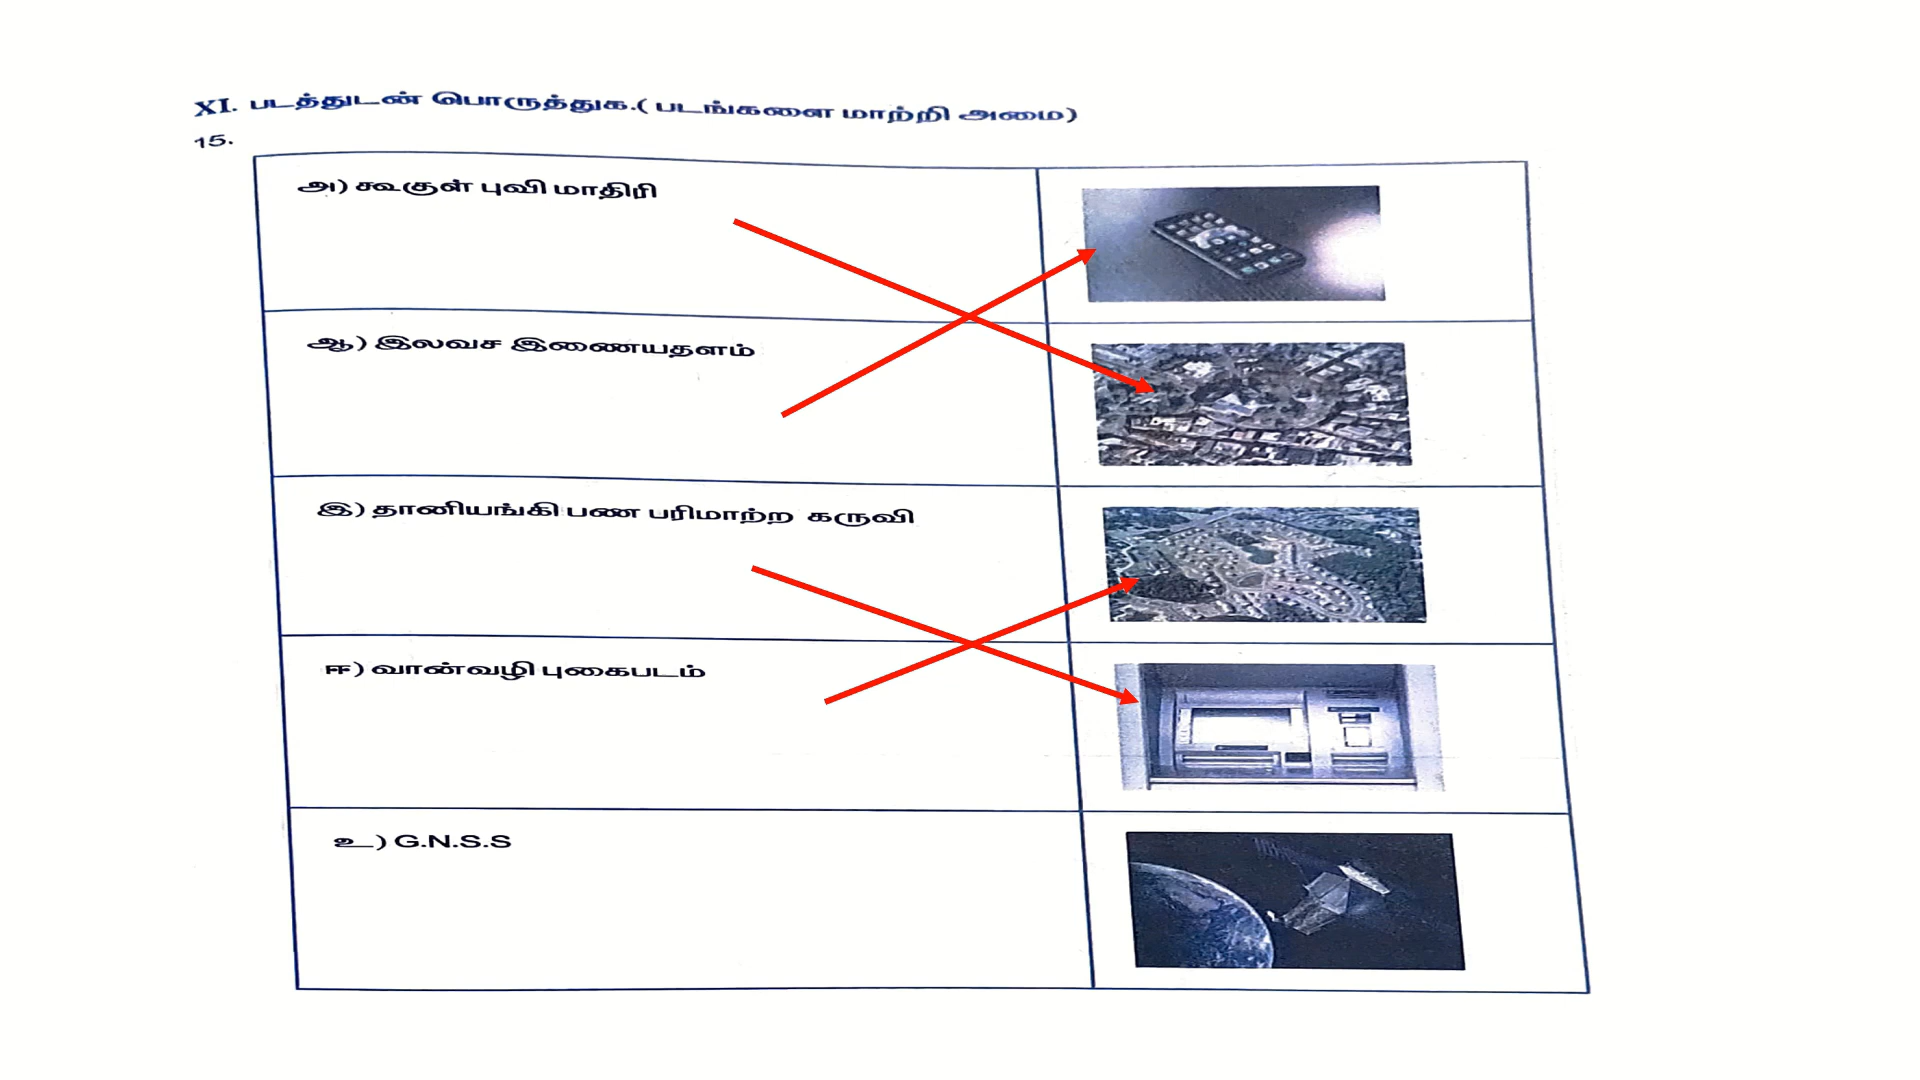 XI. படத்துடன் பொருத்துக.( படங்களை மாற்றி அமை)
15.
அ) கூகுள் புவி மாதிரி
ஆ) இலவச இணையதளம்
இ) தானியங்கி பண பரிமாற்ற கருவி
ஈ) வான்வழி புகைபடம்
உ) G.N.S.S